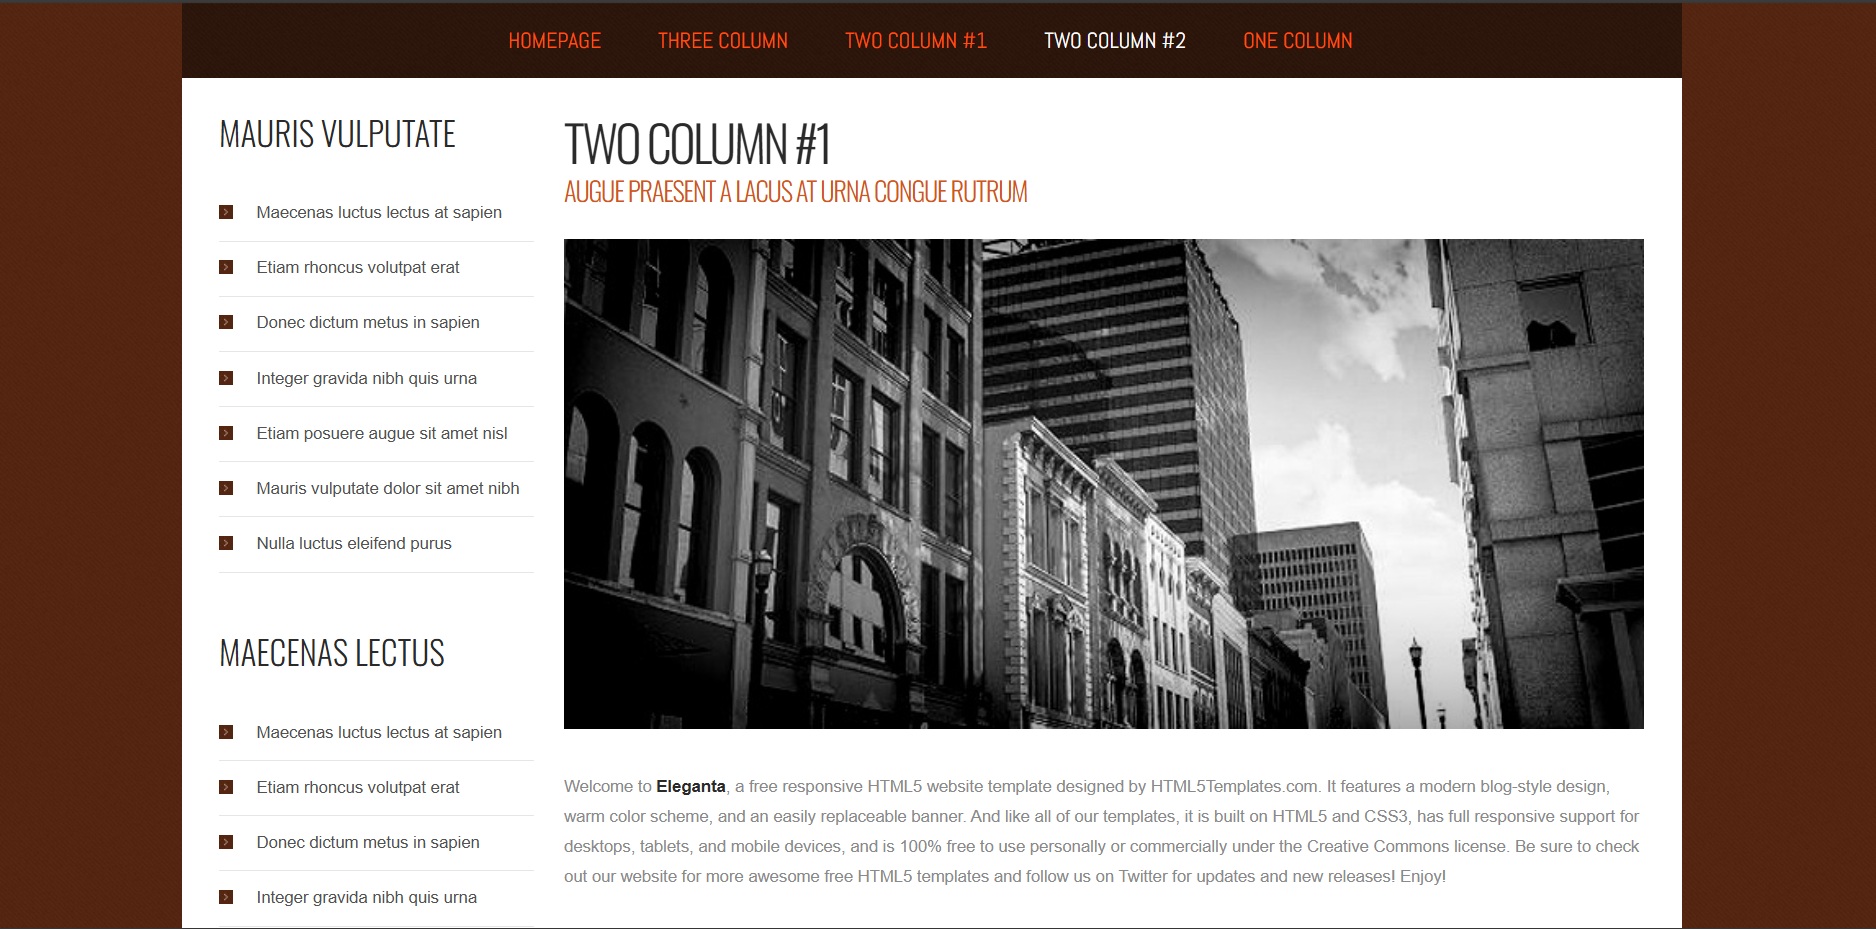 HOMEPAGE THREE COLUMN TWO COLUMN #1 TWO COLUMN #2 ONE COLUMN
MAURIS VULPUTATE
Maecenas luctus lectus at sapien
Etiam rhoncus volutpat erat
Donec dictum metus in sapien
Integer gravida nibh quis urna
Etiam posuere augue sit amet nisl
Mauris vulputate dolor sit amet nibh
Nulla luctus eleifend purus
MAECENAS LECTUS
Maecenas luctus lectus at sapien
Etiam rhoncus volutpat erat
Donec dictum metus in sapien
Integer gravida nibh quis urna
TWO COLUMN #1
AUGUE PRAESENT A LACUS AT URNA CONGUE RUTRUM
Welcome to Eleganta, a free responsive HTML5 website template designed by HTML5Templates.com. It features a modern blog-style design,
warm color scheme, and an easily replaceable banner. And like all of our templates, it is built on HTML5 and CSS3, has full responsive support for
desktops, tablets, and mobile devices, and is 100% free to use personally or commercially under the Creative Commons license. Be sure to check
out our website for more awesome free HTML5 templates and follow us on Twitter for updates and new releases! Enjoy!